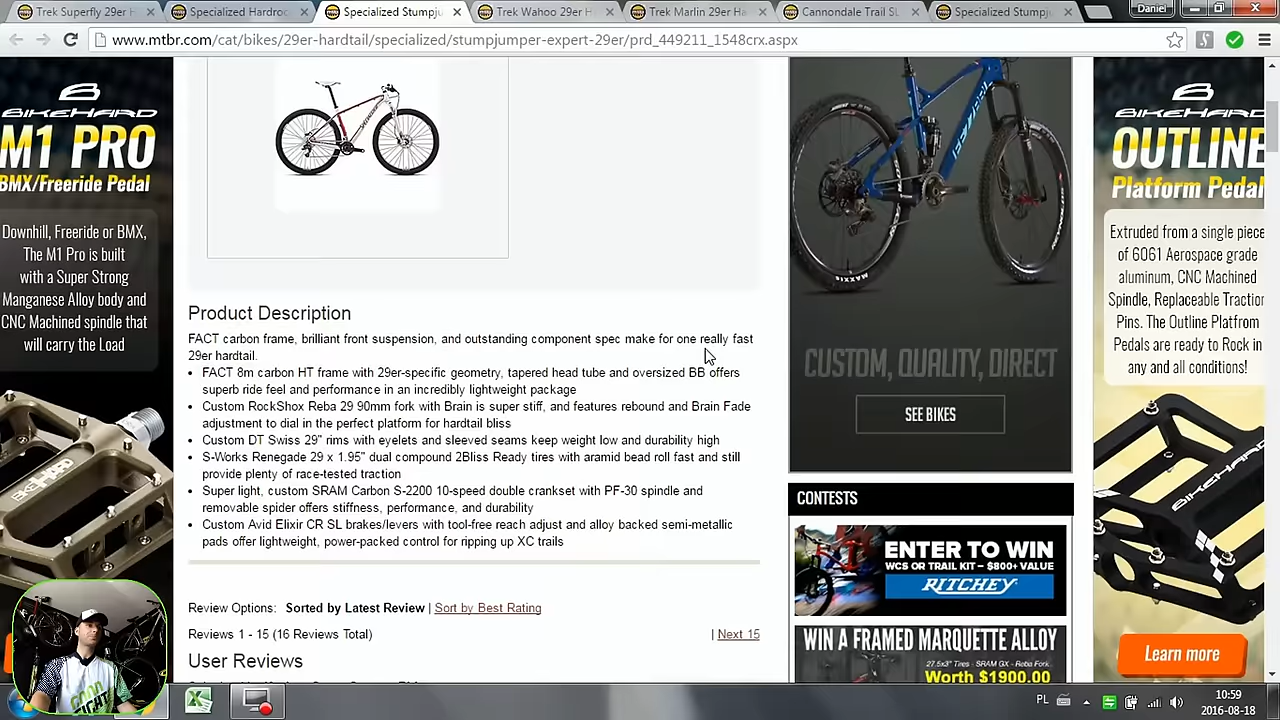 Trek Superfly 29er H
Specialized Hardroc
Specialized Stumpju
Trek Wahoo 29er H
Trek Marlin 29er Ha
Cannondale Trail SL
Specialized Stumpj
Daniel
www.mtbr.com/cat/bikes/29er-hardtail/specialized/stumpjumper-expert-29er/prd_449211_1548crx.aspx
BIKEHARD
M1 PRO
BMX/Freeride Pedal
Downhill, Freeride or BMX,
The M1 Pro is built
with a Super Strong
Manganese Alloy body and
CNC Machined spindle that
will carry the Load
Product Description
FACT carbon frame, brilliant front suspension, and outstanding component spec make for one really fast
29er hardtail.
• FACT 8m carbon HT frame with 29er-specific geometry, tapered head tube and oversized BB offers
superb ride feel and performance in an incredibly lightweight package
• Custom RockShox Reba 29 90mm fork with Brain is super stiff, and features rebound and Brain Fade
adjustment to dial in the perfect platform for hardtail bliss
• Custom DT Swiss 29" rims with eyelets and sleeved seams keep weight low and durability high
• S-Works Renegade 29 x 1.95" dual compound 2Bliss Ready tires with aramid bead roll fast and still
provide plenty of race-tested traction
• Super light, custom SRAM Carbon S-2200 10-speed double crankset with PF-30 spindle and
removable spider offers stiffness, performance, and durability
• Custom Avid Elixir CR SL brakes/levers with tool-free reach adjust and alloy backed semi-metallic
pads offer lightweight, power-packed control for ripping up XC trails
Review Options: Sorted by Latest Review | Sort by Best Rating
Reviews 1 - 15 (16 Reviews Total) | Next 15
User Reviews
MAXXIS
CUSTOM, QUALITY, DIRECT
SEE BIKES
CONTESTS
ENTER TO WIN
WCS OR TRAIL KIT – $800+ VALUE
RITCHEY
WIN A FRAMED MARQUETTE ALLOY
27.5x3" Tires - SRAM GX - Reba Fork
Worth $1900.00
BIKEHARD
OUTLINE
Platform Pedal
Extruded from a single piece
of 6061 Aerospace grade
aluminum, CNC Machined
Spindle, Replaceable Traction
Pins. The Outline Platfrom
Pedals are ready to Rock in
any and all conditions!
BIKEHARD
Learn more
PL
10:59
2016-08-18